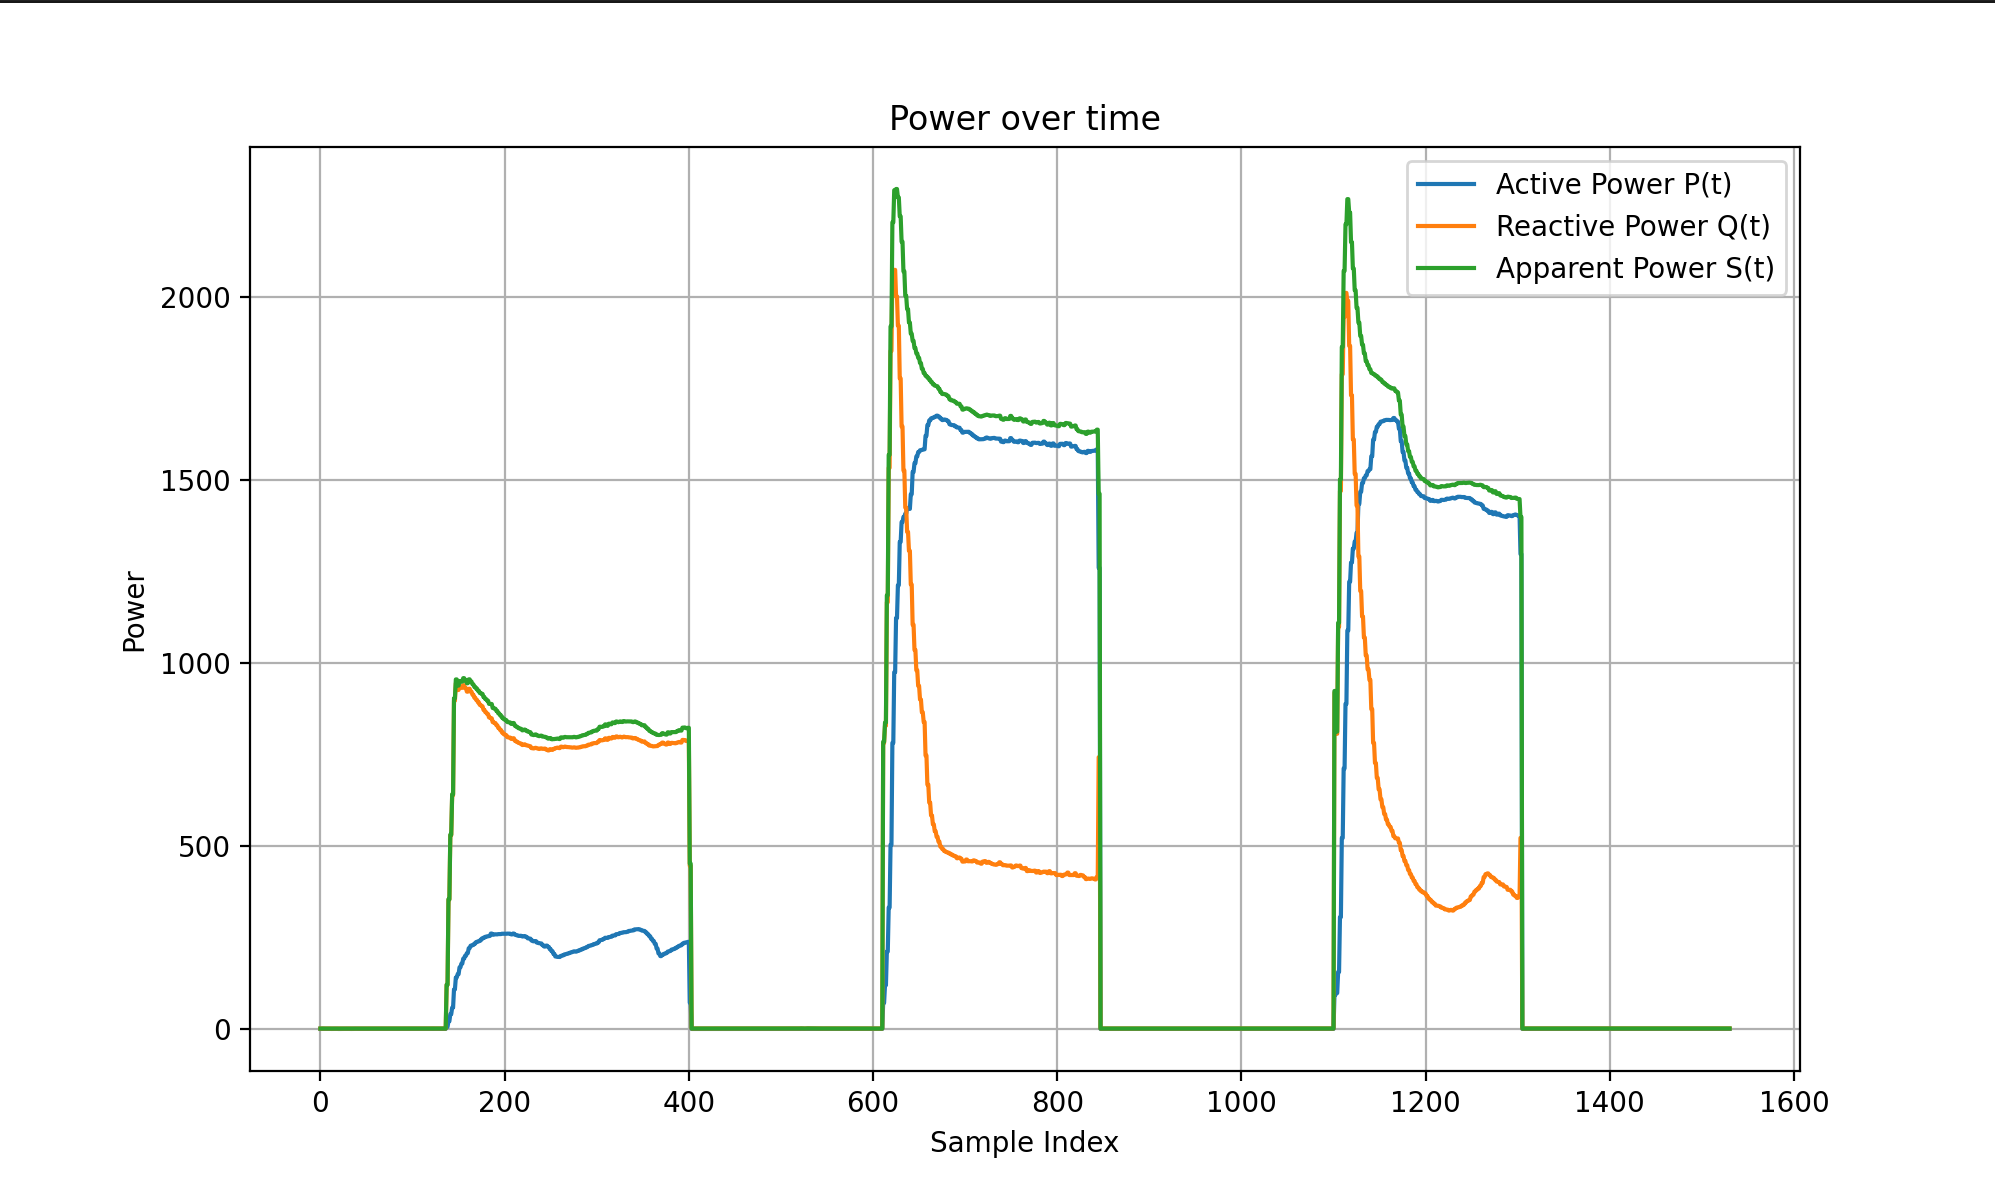 Power over time
Active Power P(t)
Reactive Power Q(t)
Apparent Power S(t)
2000
1500
1000
500
0
Power
0 200 400 600 800 1000 1200 1400 1600
Sample Index